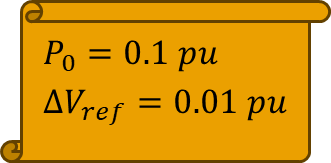 P₀ = 0.1 pu
ΔVᵣₑf = 0.01 pu